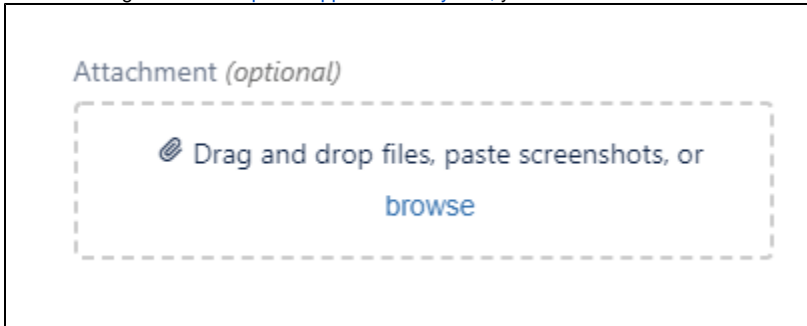 Attachment (optional)
Drag and drop files, paste screenshots, or
browse